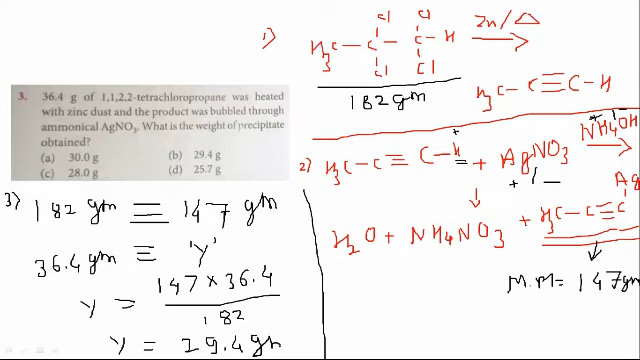 3. 36.4 g of 1,1,2,2-tetrachloropropane was heated
with zinc dust and the product was bubbled through
ammonical AgNO3. What is the weight of precipitate
obtained?
(a) 30.0 g (b) 29.4 g
(c) 28.0 g (d) 25.7 g
1)
Cl Cl
H3C — C — C — H
Cl Cl
Zn/△
182 gm
H3C — C ≡ C — H
2) H3C — C ≡ C — H + AgNO3
+ + −
NH4OH
H2O + NH4NO3 + H3C — C ≡ C
Ag
M.M = 147gm
3) 182 gm ≡ 147 gm
36.4 gm ≡ 'y'
y = 147 × 36.4
182
y = 29.4 gm